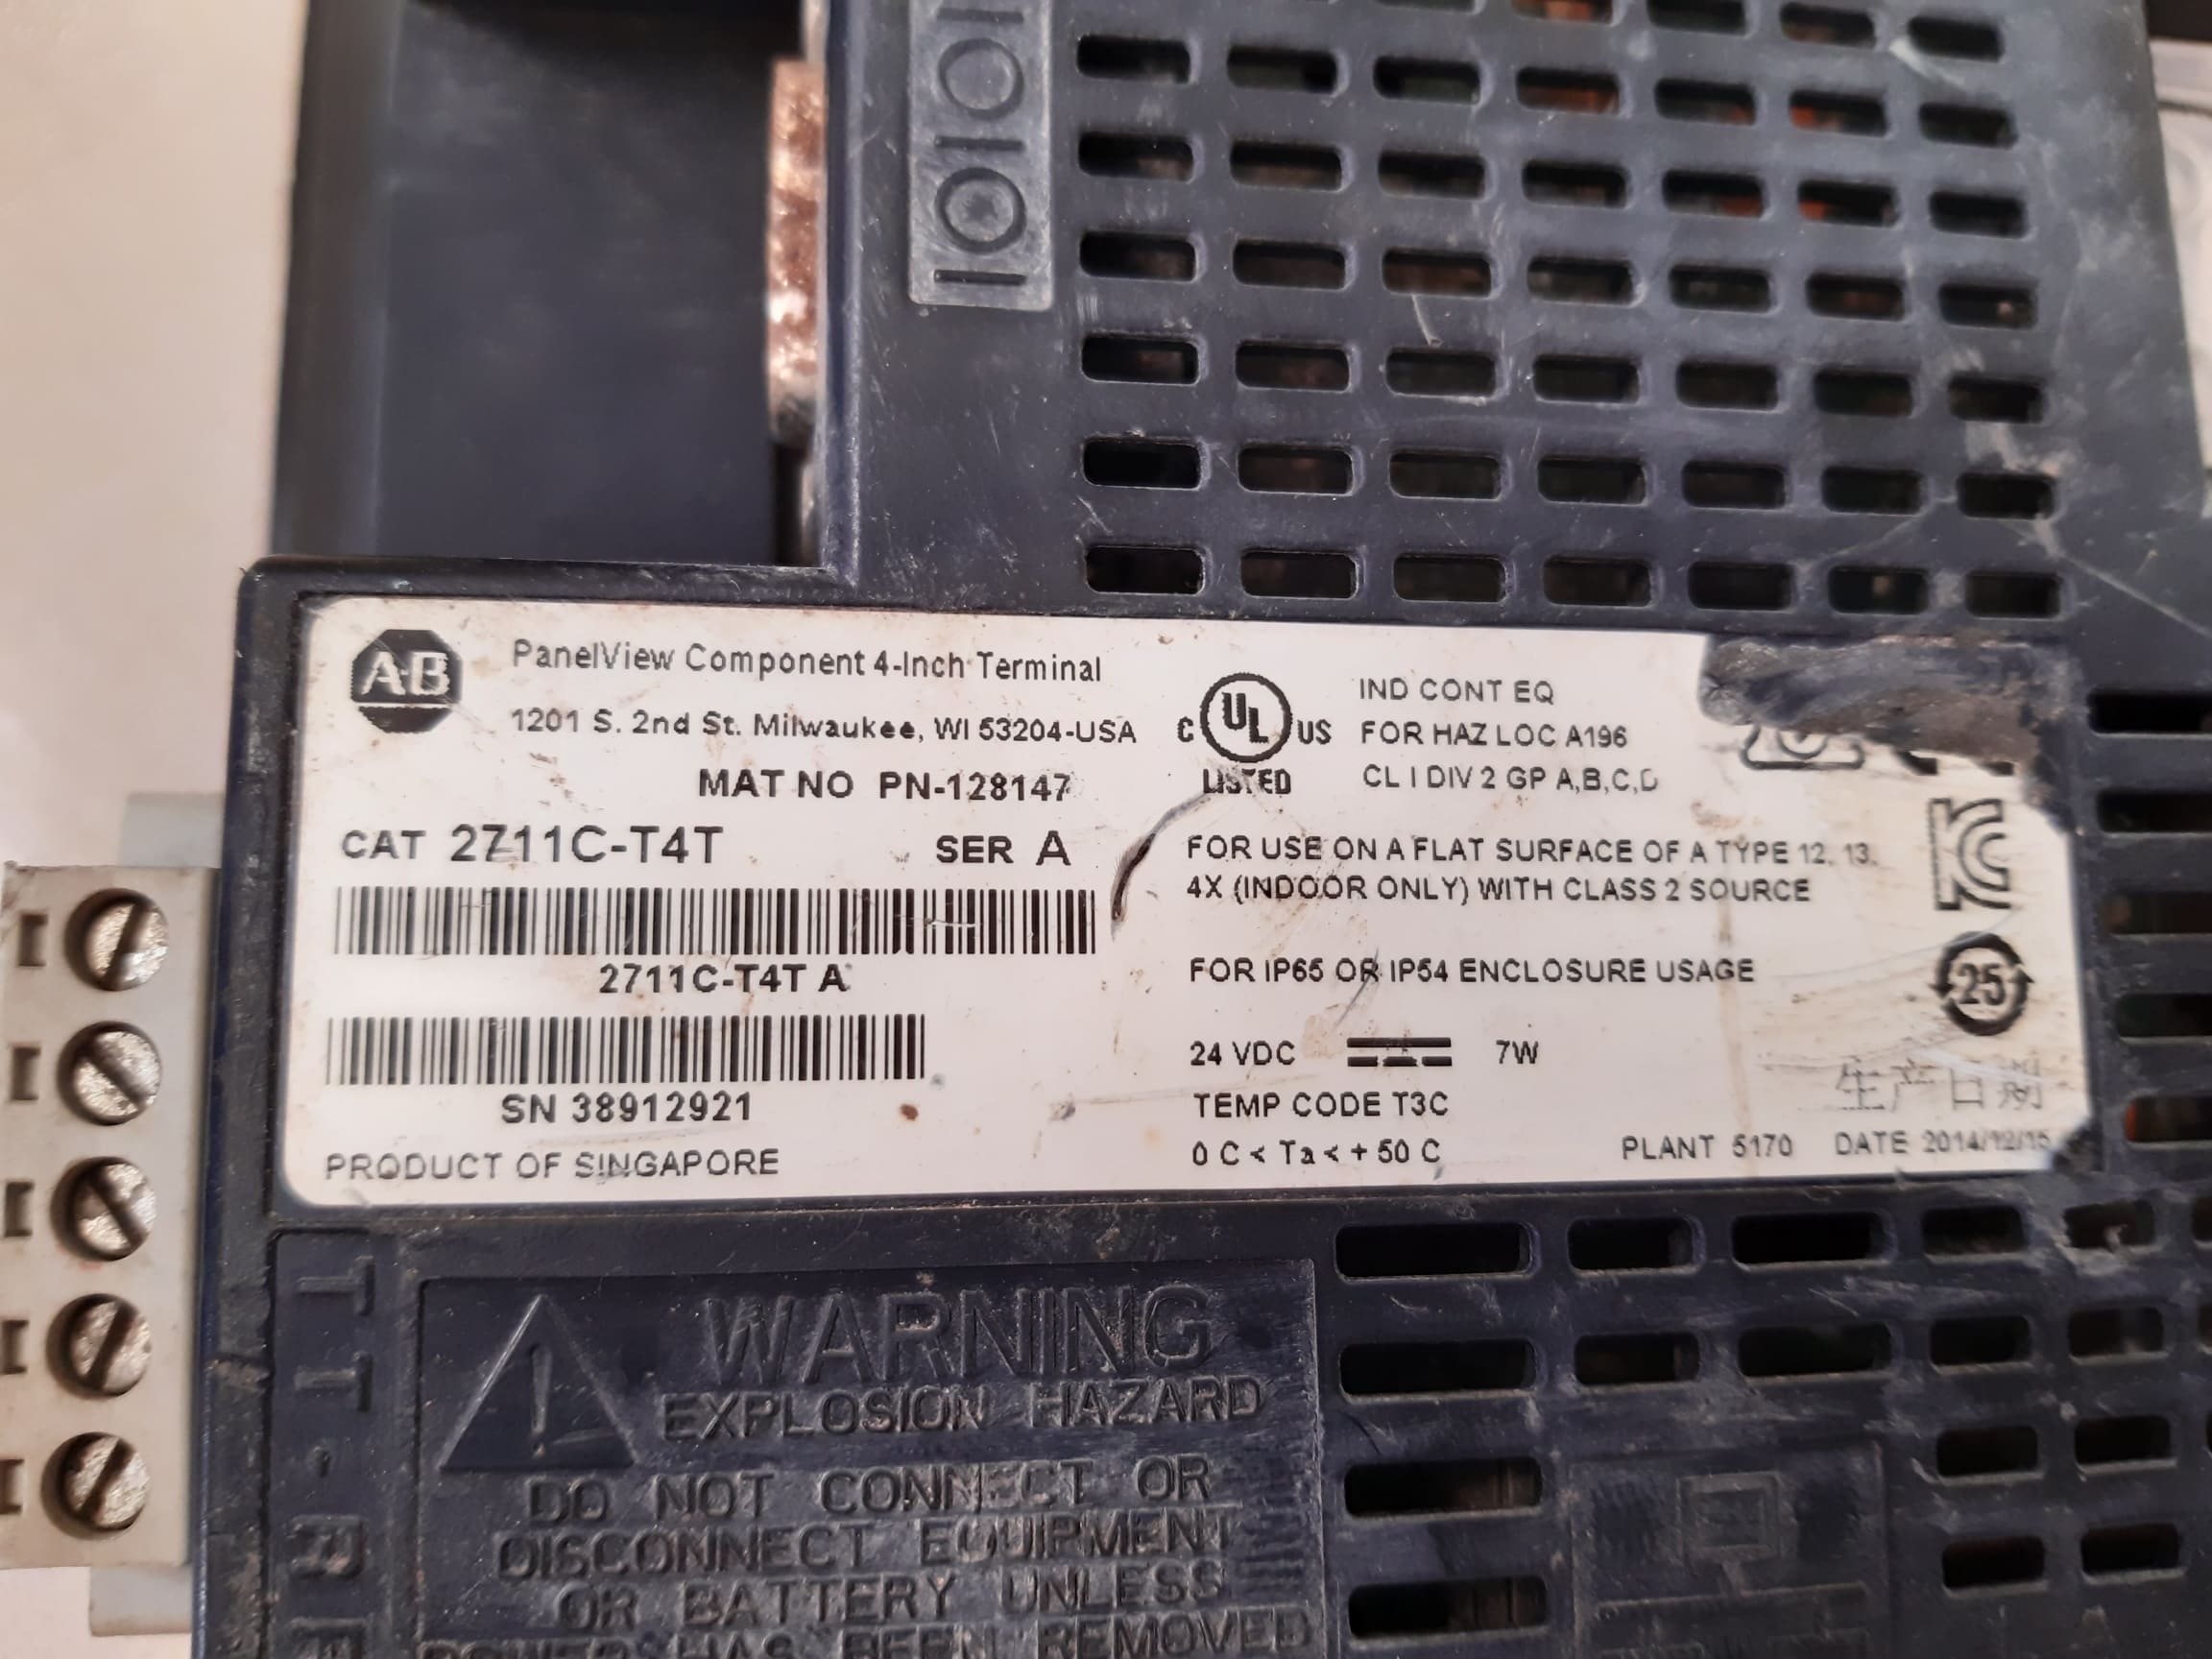 IOIOI
A-B
PanelView Component 4-Inch Terminal
1201 S. 2nd St. Milwaukee, WI 53204-USA
MAT NO PN-128147
CAT 2711C-T4T SER A
2711C-T4T A
SN 38912921
PRODUCT OF SINGAPORE
C UL US
LISTED
IND CONT EQ
FOR HAZ LOC A196
CL I DIV 2 GP A,B,C,D
FOR USE ON A FLAT SURFACE OF A TYPE 12, 13,
4X (INDOOR ONLY) WITH CLASS 2 SOURCE
FOR IP65 OR IP54 ENCLOSURE USAGE
24 VDC 7W
TEMP CODE T3C
0 C < Ta < + 50 C
KC
25
生产日期
PLANT 5170 DATE 2014/12/15
WARNING
EXPLOSION HAZARD
DO NOT CONNECT OR
DISCONNECT EQUIPMENT
OR BATTERY UNLESS
POWER HAS BEEN REMOVED